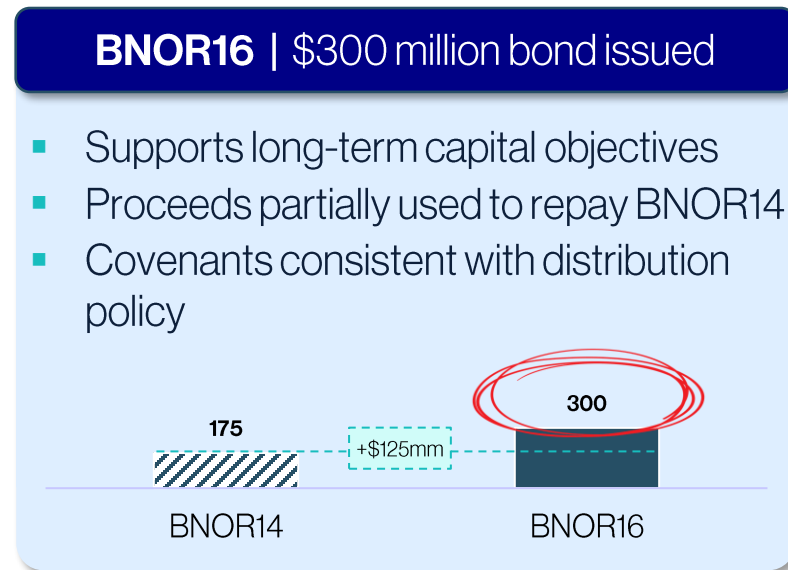 BNOR16 | $300 million bond issued
Supports long-term capital objectives
Proceeds partially used to repay BNOR14
Covenants consistent with distribution
policy
300
175
+$125mm
BNOR14
BNOR16